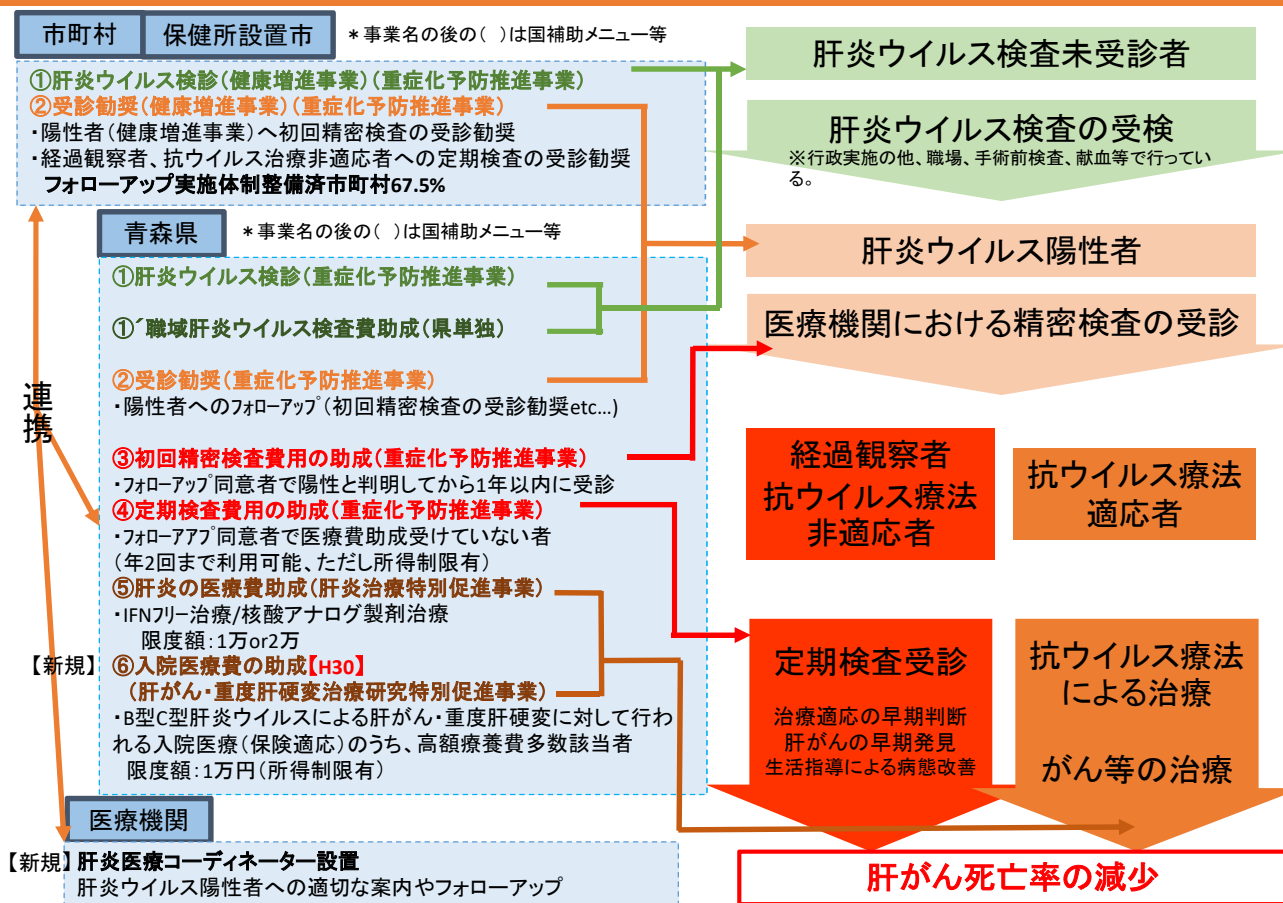 市町村
保健所設置市
＊事業名の後の（ ）は国補助メニュー等
①肝炎ウイルス検診（健康増進事業）（重症化予防推進事業）
②受診勧奨（健康増進事業）（重症化予防推進事業）
・陽性者（健康増進事業）へ初回精密検査の受診勧奨
・経過観察者、抗ウイルス治療非適応者への定期検査の受診勧奨
フォローアップ実施体制整備済市町村67.5%
青森県
＊事業名の後の（ ）は国補助メニュー等
①肝炎ウイルス検診（重症化予防推進事業）
①´職域肝炎ウイルス検査費助成（県単独）
②受診勧奨（重症化予防推進事業）
・陽性者へのフォローアップ（初回精密検査の受診勧奨etc…)
③初回精密検査費用の助成（重症化予防推進事業）
・フォローアップ同意者で陽性と判明してから1年以内に受診
④定期検査費用の助成（重症化予防推進事業）
・フォローアアプ同意者で医療費助成受けていない者
（年2回まで利用可能、ただし所得制限有）
⑤肝炎の医療費助成（肝炎治療特別促進事業）
・IFNフリー治療/核酸アナログ製剤治療
限度額：1万or2万
【新規】
⑥入院医療費の助成【H30】
（肝がん・重度肝硬変治療研究特別促進事業）
・B型C型肝炎ウイルスによる肝がん・重度肝硬変に対して行わ
れる入院医療（保険適応）のうち、高額療養費多数該当者
限度額：1万円（所得制限有）
連携
医療機関
【新規】
肝炎医療コーディネーター設置
肝炎ウイルス陽性者への適切な案内やフォローアップ
肝炎ウイルス検査未受診者
肝炎ウイルス検査の受検
※行政実施の他、職場、手術前検査、献血等で行ってい
る。
肝炎ウイルス陽性者
医療機関における精密検査の受診
経過観察者
抗ウイルス療法
非適応者
抗ウイルス療法
適応者
定期検査受診
治療適応の早期判断
肝がんの早期発見
生活指導による病態改善
抗ウイルス療法
による治療
がん等の治療
肝がん死亡率の減少